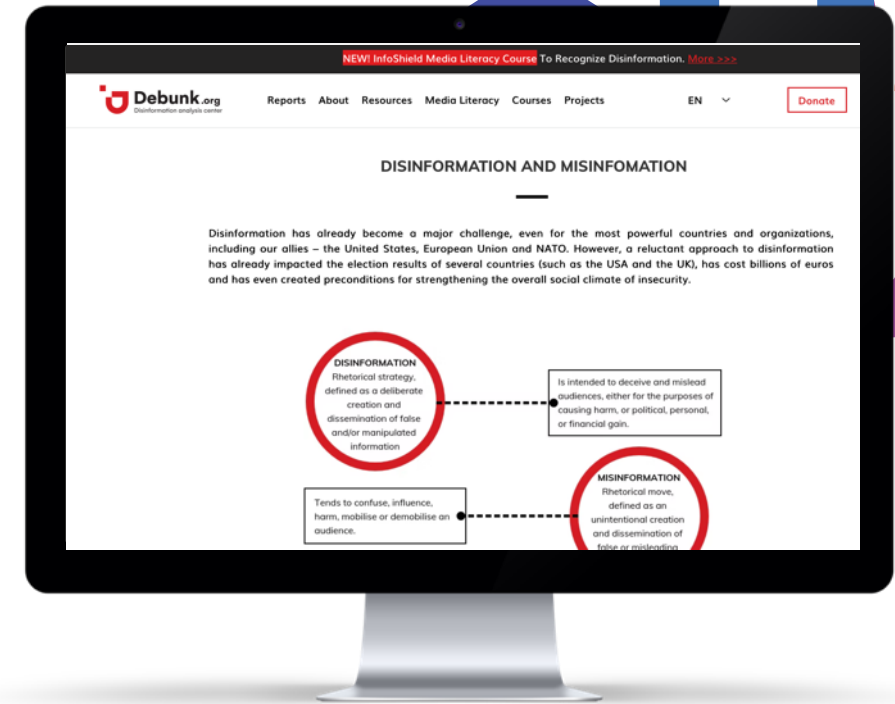 NEW! InfoShield Media Literacy Course To Recognize Disinformation. More >>>
Debunk.org
Disinformation analysis center
Reports About Resources Media Literacy Courses Projects EN Donate
DISINFORMATION AND MISINFOMATION
Disinformation has already become a major challenge, even for the most powerful countries and organizations,
including our allies – the United States, European Union and NATO. However, a reluctant approach to disinformation
has already impacted the election results of several countries (such as the USA and the UK), has cost billions of euros
and has even created preconditions for strengthening the overall social climate of insecurity.
DISINFORMATION
Rhetorical strategy,
defined as a deliberate
creation and
dissemination of false
and/or manipulated
information
Is intended to deceive and mislead
audiences, either for the purposes of
causing harm, or political, personal,
or financial gain.
Tends to confuse, influence,
harm, mobilise or demobilise an
audience.
MISINFORMATION
Rhetorical move,
defined as an
unintentional creation
and dissemination of
false or misleading